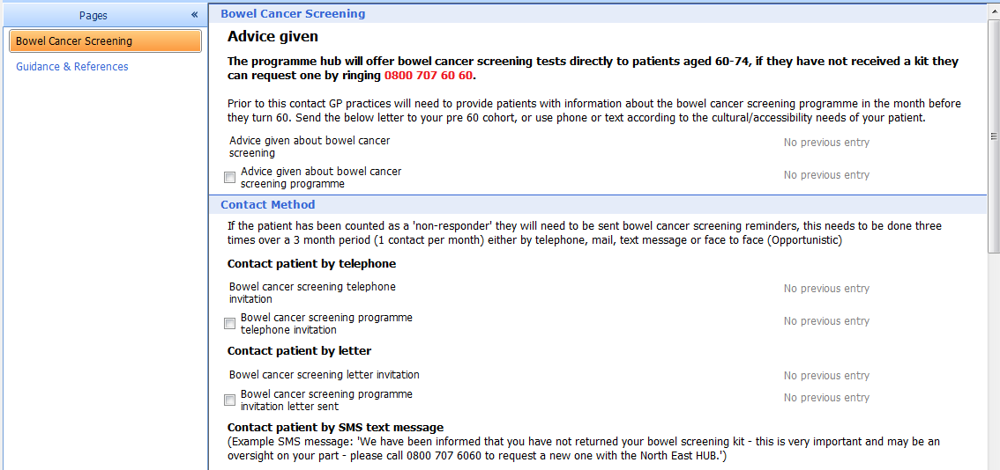 Pages «
Bowel Cancer Screening
Guidance & References
Bowel Cancer Screening
Advice given
The programme hub will offer bowel cancer screening tests directly to patients aged 60-74, if they have not received a kit they
can request one by ringing 0800 707 60 60.
Prior to this contact GP practices will need to provide patients with information about the bowel cancer screening programme in the month before
they turn 60. Send the below letter to your pre 60 cohort, or use phone or text according to the cultural/accessibility needs of your patient.
Advice given about bowel cancer
screening
No previous entry
Advice given about bowel cancer
screening programme
No previous entry
Contact Method
If the patient has been counted as a 'non-responder' they will need to be sent bowel cancer screening reminders, this needs to be done three
times over a 3 month period (1 contact per month) either by telephone, mail, text message or face to face (Opportunistic)
Contact patient by telephone
Bowel cancer screening telephone
invitation
No previous entry
Bowel cancer screening programme
telephone invitation
No previous entry
Contact patient by letter
Bowel cancer screening letter invitation
No previous entry
Bowel cancer screening programme
invitation letter sent
No previous entry
Contact patient by SMS text message
(Example SMS message: 'We have been informed that you have not returned your bowel screening kit - this is very important and may be an
oversight on your part - please call 0800 707 6060 to request a new one with the North East HUB.')